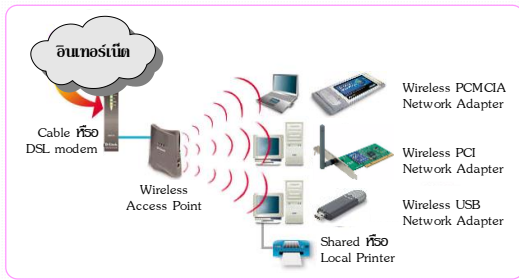 อินเทอร์เน็ต
Cable หรือ
DSL modem
Wireless
Access Point
Wireless PCMCIA
Network Adapter
Wireless PCI
Network Adapter
Wireless USB
Network Adapter
Shared หรือ
Local Printer